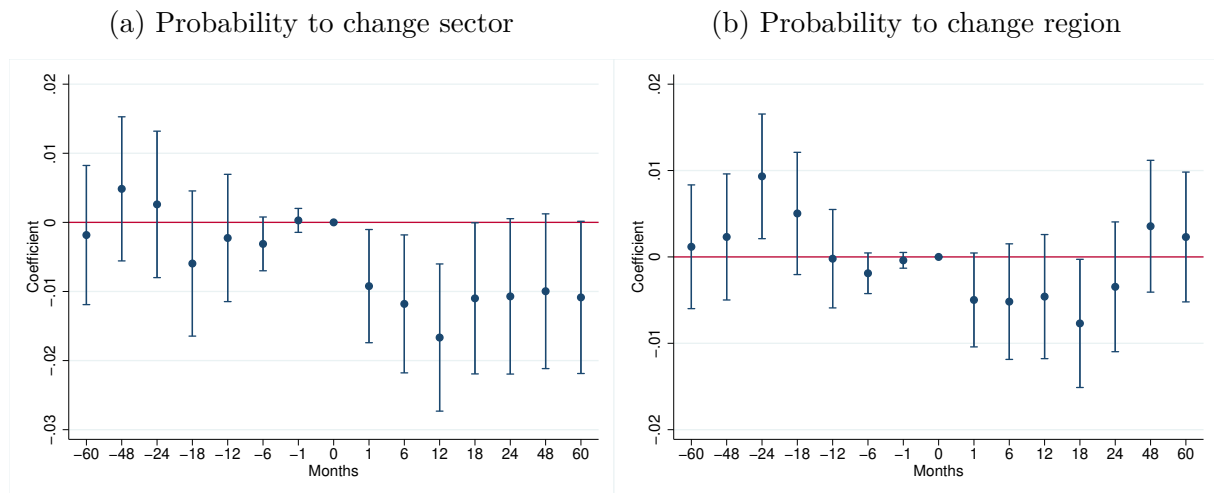 (a) Probability to change sector
.02
.01
0
-.01
-.02
-.03
Coefficient
−60 −48 −24 −18 −12 −6 −1 0 1 6 12 18 24 48 60
Months
(b) Probability to change region
.02
.01
0
-.01
-.02
Coefficient
−60 −48 −24 −18 −12 −6 −1 0 1 6 12 18 24 48 60
Months